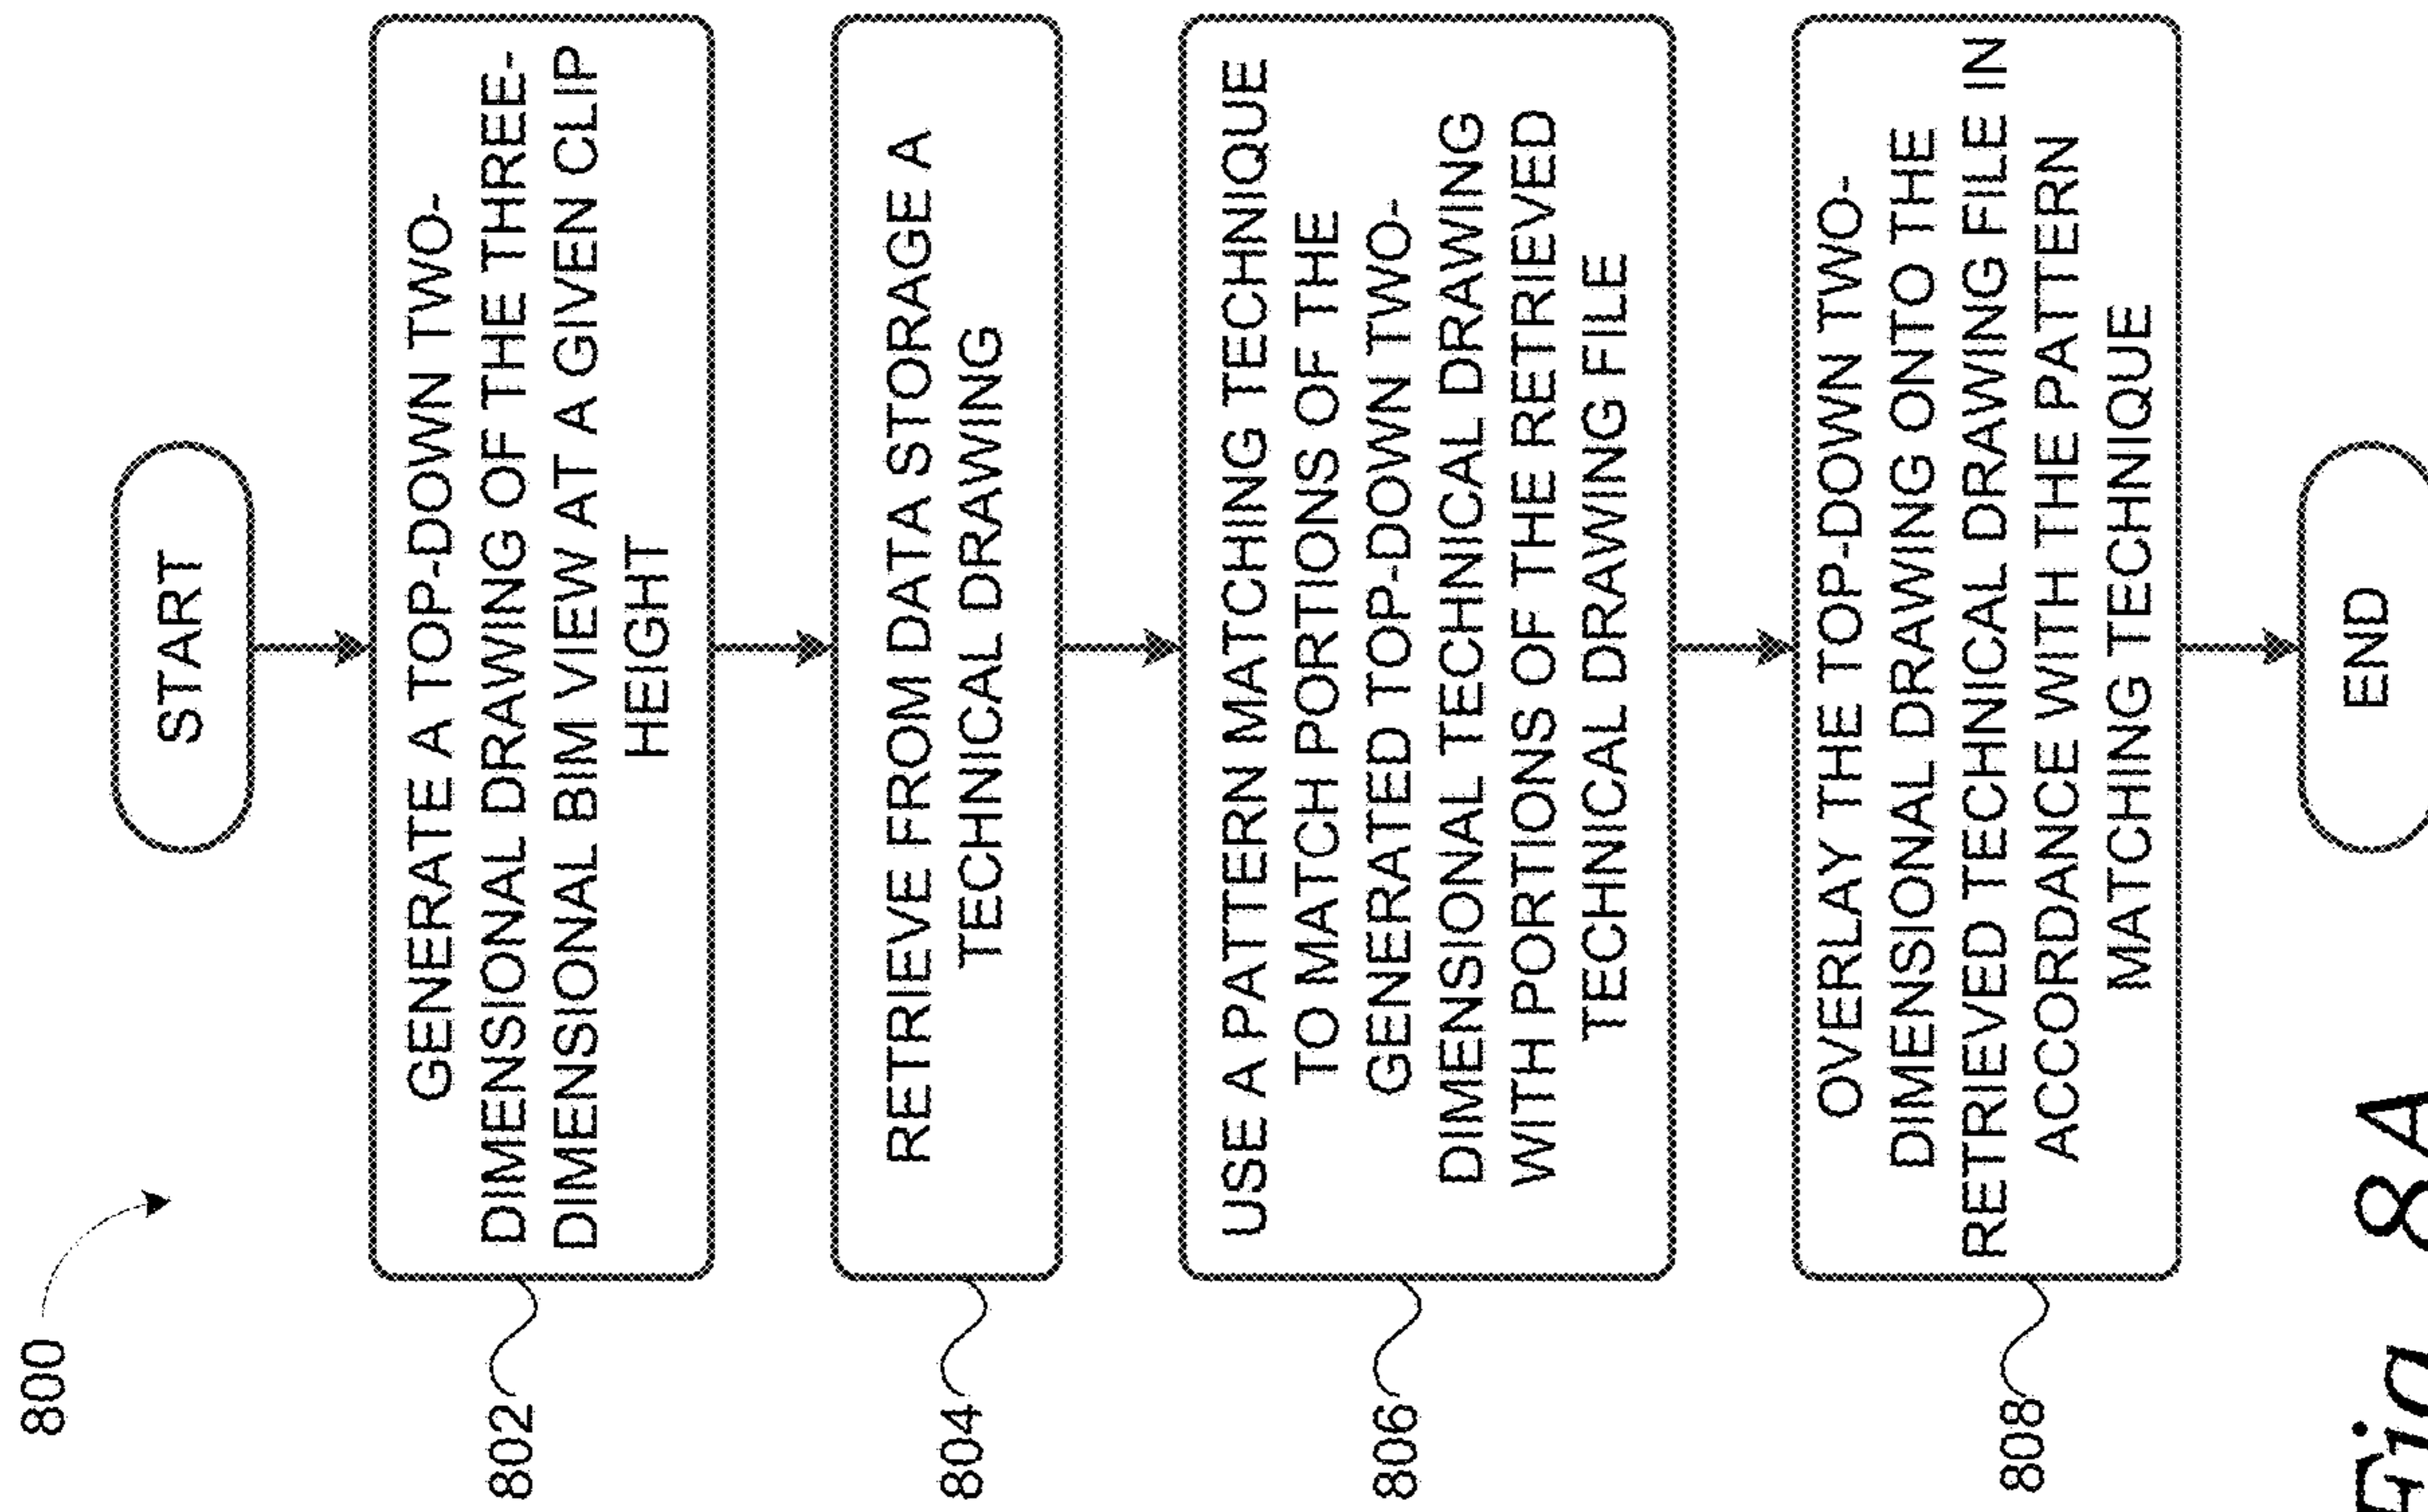 800
START
802
GENERATE A TOP-DOWN TWO-
DIMENSIONAL DRAWING OF THE THREE-
DIMENSIONAL BIM VIEW AT A GIVEN CLIP
HEIGHT
804
RETRIEVE FROM DATA STORAGE A
TECHNICAL DRAWING
806
USE A PATTERN MATCHING TECHNIQUE
TO MATCH PORTIONS OF THE
GENERATED TOP-DOWN TWO-
DIMENSIONAL TECHNICAL DRAWING
WITH PORTIONS OF THE RETRIEVED
TECHNICAL DRAWING FILE
808
OVERLAY THE TOP-DOWN TWO-
DIMENSIONAL DRAWING ONTO THE
RETRIEVED TECHNICAL DRAWING FILE IN
ACCORDANCE WITH THE PATTERN
MATCHING TECHNIQUE
END
Fig. 8A